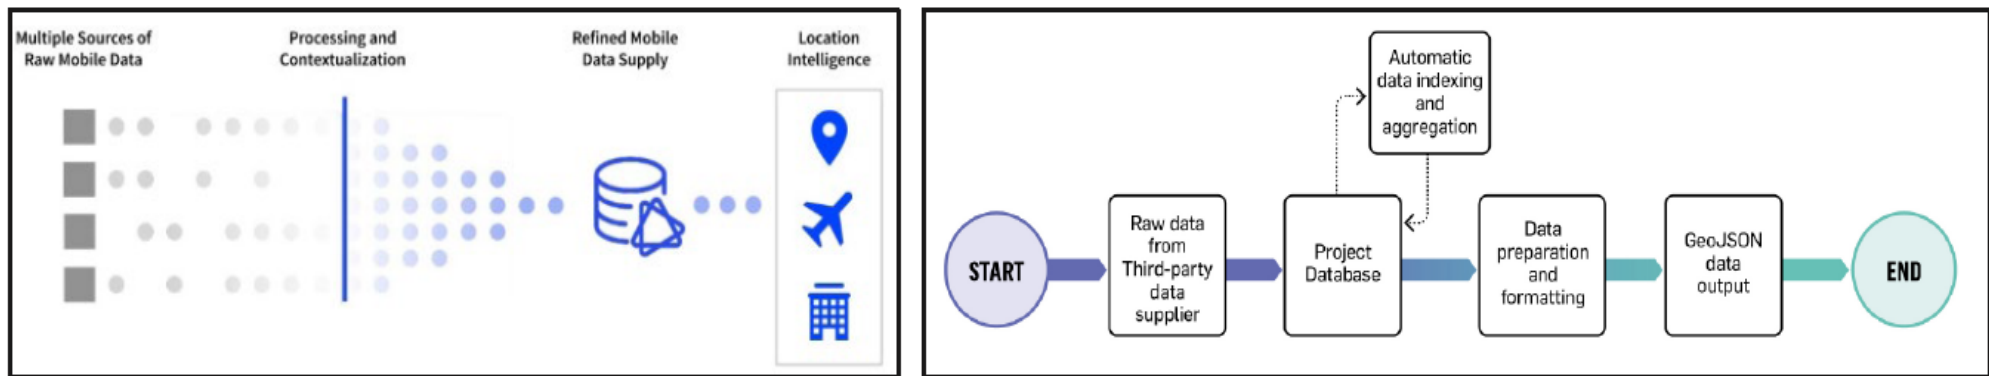 Multiple Sources of
Raw Mobile Data
Processing and
Contextualization
Refined Mobile
Data Supply
Location
Intelligence
START
Raw data
from
Third-party
data
supplier
Project
Database
Automatic
data indexing
and
aggregation
Data
preparation
and
formatting
GeoJSON
data
output
END